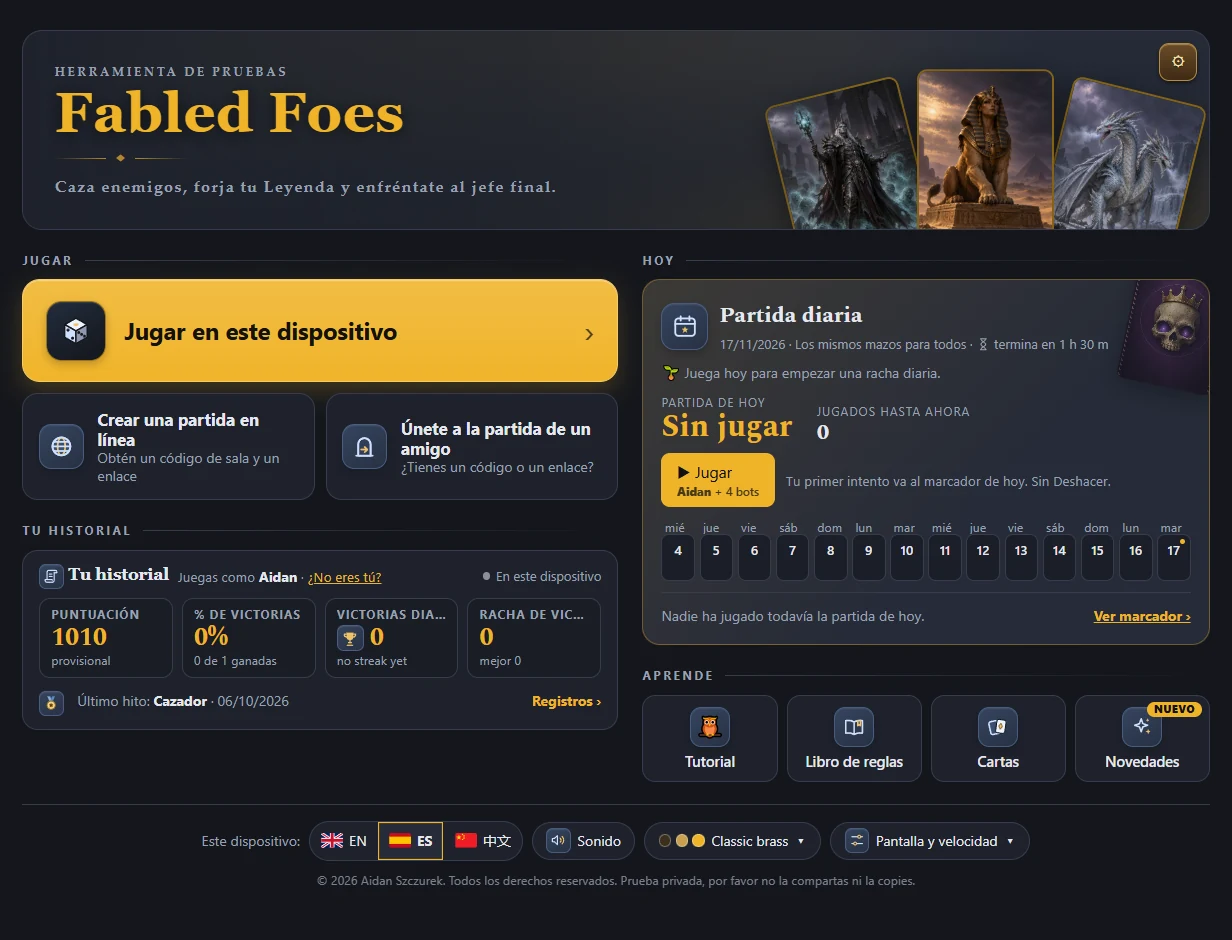 HERRAMIENTA DE PRUEBAS
Fabled Foes
Caza enemigos, forja tu Leyenda y enfréntate al jefe final.
JUGAR
Jugar en este dispositivo
Crear una partida en
línea
Obtén un código de sala y un
enlace
Únete a la partida de un
amigo
¿Tienes un código o un enlace?
TU HISTORIAL
Tu historial Juegas como Aidan · ¿No eres tú?
En este dispositivo
PUNTUACIÓN
1010
provisional
% DE VICTORIAS
0%
0 de 1 ganadas
VICTORIAS DIA...
0
no streak yet
RACHA DE VIC...
0
mejor 0
Último hito: Cazador · 06/10/2026
Registros ›
HOY
Partida diaria
17/11/2026 · Los mismos mazos para todos · termina en 1 h 30 m
Juega hoy para empezar una racha diaria.
PARTIDA DE HOY
Sin jugar
JUGADOS HASTA AHORA
0
Jugar
Aidan + 4 bots
Tu primer intento va al marcador de hoy. Sin Deshacer.
mié jue vie sáb dom lun mar mié jue vie sáb dom lun mar
4 5 6 7 8 9 10 11 12 13 14 15 16 17
Nadie ha jugado todavía la partida de hoy.
Ver marcador ›
APRENDE
Tutorial
Libro de reglas
Cartas
NUEVO
Novedades
Este dispositivo: EN ES 中文 Sonido Classic brass Pantalla y velocidad
© 2026 Aidan Szczurek. Todos los derechos reservados. Prueba privada, por favor no la compartas ni la copies.